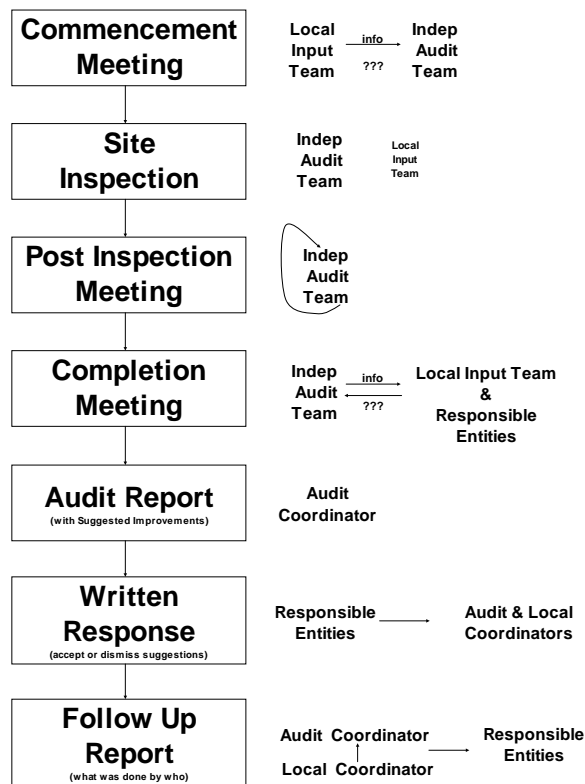 Commencement
Meeting
Local
Input
Team
info
???
Indep
Audit
Team
Site
Inspection
Indep
Audit
Team
Local
Input
Team
Post Inspection
Meeting
Indep
Audit
Team
Completion
Meeting
Indep
Audit
Team
info
???
Local Input Team
&
Responsible
Entities
Audit Report
(with Suggested Improvements)
Audit
Coordinator
Written
Response
(accept or dismiss suggestions)
Responsible
Entities
Audit & Local
Coordinators
Follow Up
Report
(what was done by who)
Audit Coordinator
Local Coordinator
Responsible
Entities